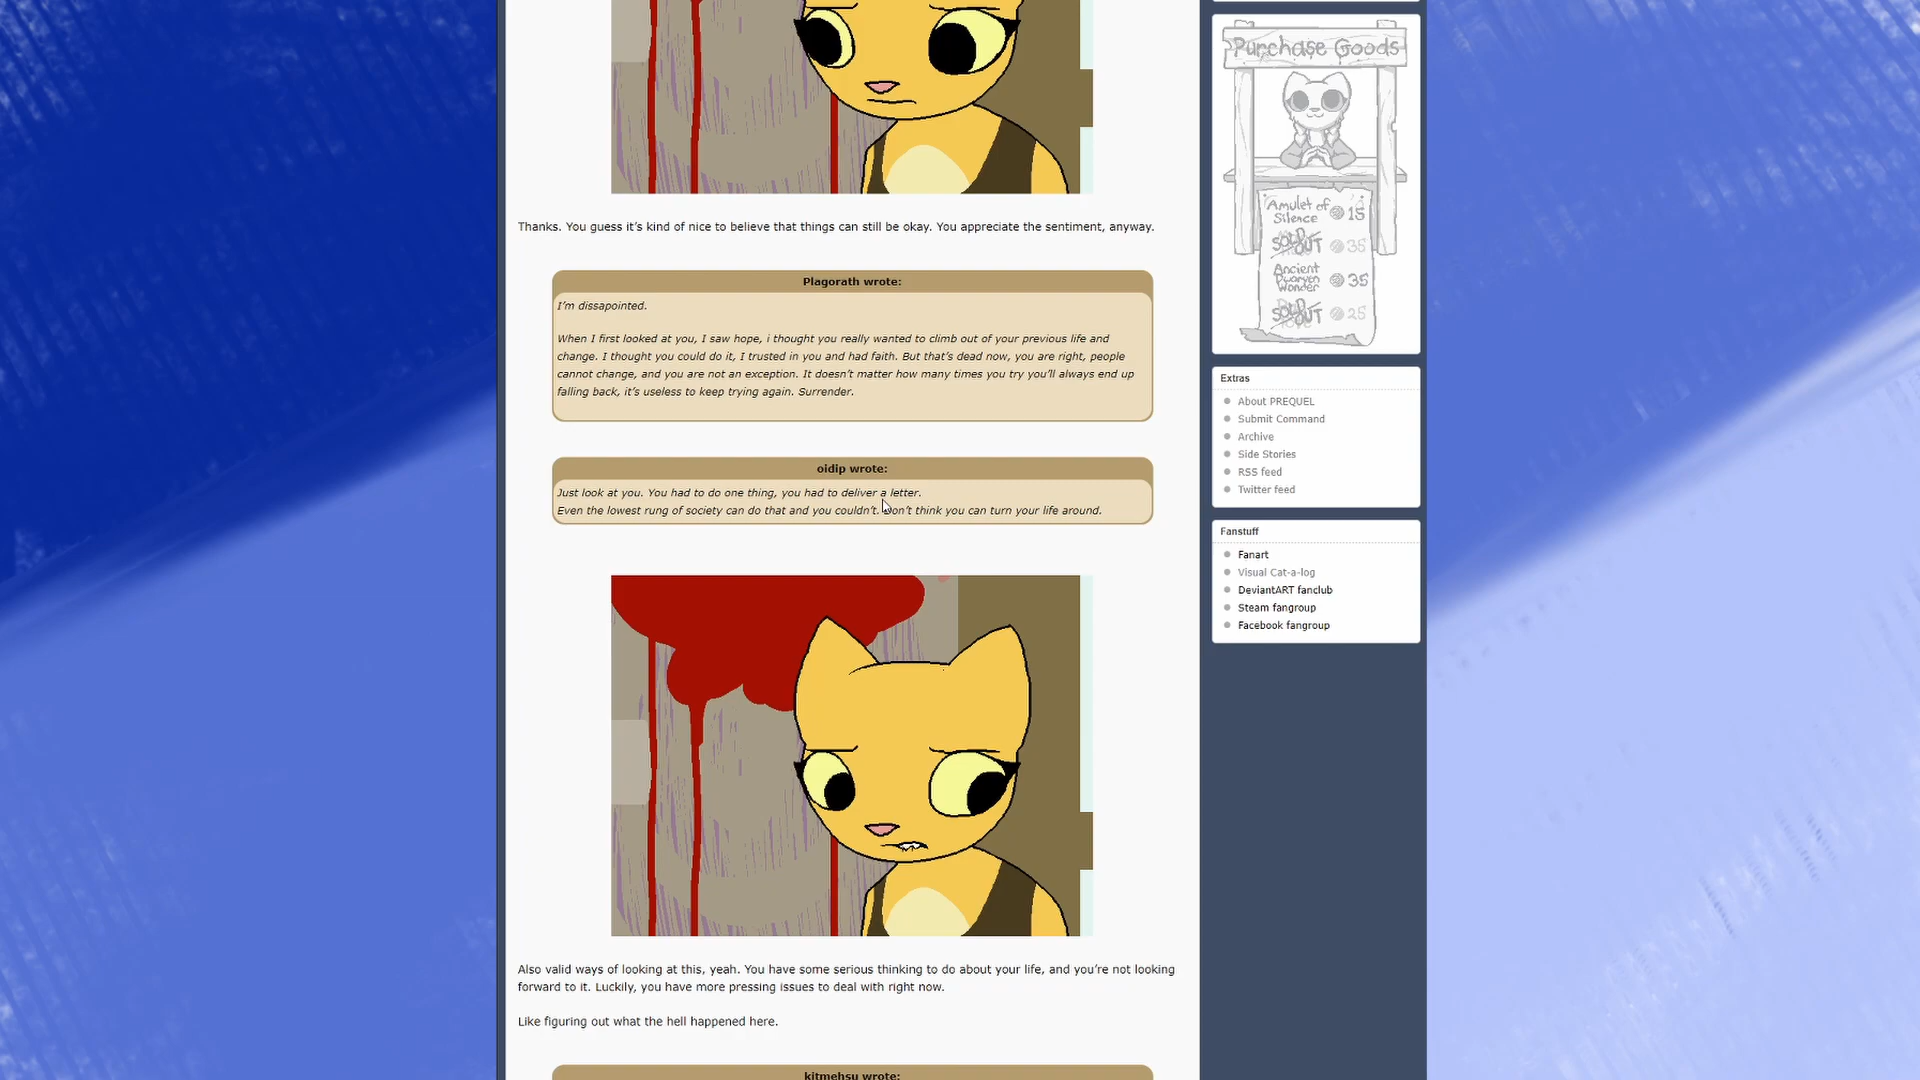 Thanks. You guess it's kind of nice to believe that things can still be okay. You appreciate the sentiment, anyway.
Plagorath wrote:
I'm dissapointed.
When I first looked at you, I saw hope, i thought you really wanted to climb out of your previous life and
change. I thought you could do it, I trusted in you and had faith. But that's dead now, you are right, people
cannot change, and you are not an exception. It doesn't matter how many times you try you'll always end up
falling back, it's useless to keep trying again. Surrender.
oidip wrote:
Just look at you. You had to do one thing, you had to deliver a letter.
Even the lowest rung of society can do that and you couldn't. Don't think you can turn your life around.
Also valid ways of looking at this, yeah. You have some serious thinking to do about your life, and you're not looking
forward to it. Luckily, you have more pressing issues to deal with right now.
Like figuring out what the hell happened here.
kitmehsu wrote:
Purchase Goods
Amulet of
Silence 15
SOLD OUT 35
Ancient
Dwarven
Wonder 35
SOLD OUT 25
Extras
About PREQUEL
Submit Command
Archive
Side Stories
RSS feed
Twitter feed
Fanstuff
Fanart
Visual Cat-a-log
DeviantART fanclub
Steam fangroup
Facebook fangroup